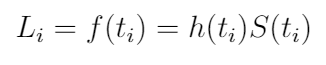 L_i = f(t_i) = h(t_i)S(t_i)